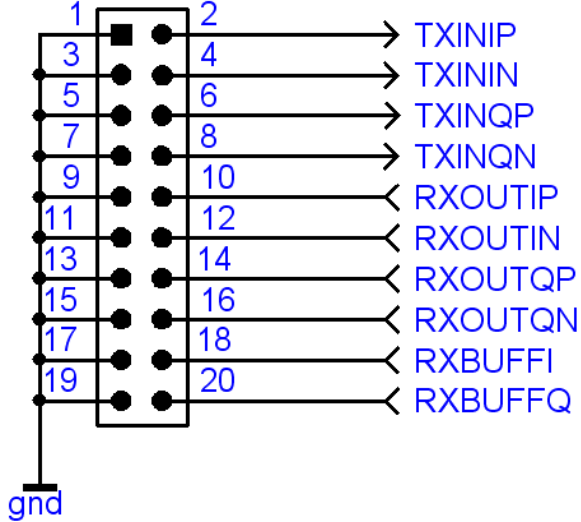 1 2 TXINIP
3 4 TXININ
5 6 TXINQP
7 8 TXINQN
9 10 RXOUTIP
11 12 RXOUTIN
13 14 RXOUTQP
15 16 RXOUTQN
17 18 RXBUFFI
19 20 RXBUFFQ
gnd